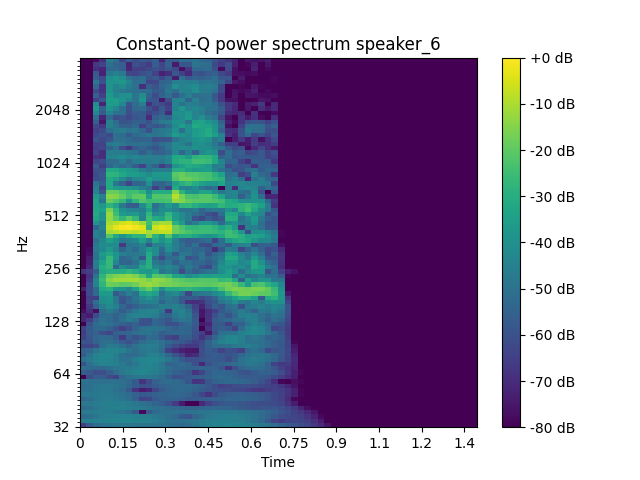 Constant-Q power spectrum speaker_6
Hz
2048
1024
512
256
128
64
32
0 0.15 0.3 0.45 0.6 0.75 0.9 1.1 1.2 1.4
Time
+0 dB
-10 dB
-20 dB
-30 dB
-40 dB
-50 dB
-60 dB
-70 dB
-80 dB